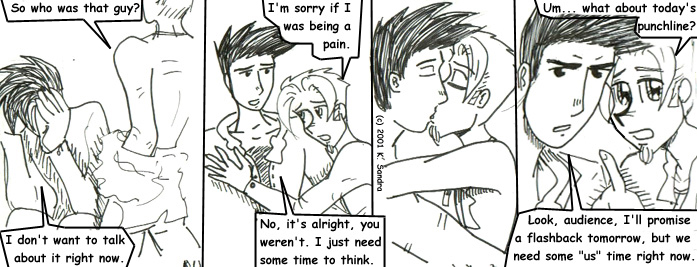 So who was that guy?
I don't want to talk
about it right now.
I'm sorry if I
was being a
pain.
No, it's alright, you
weren't. I just need
some time to think.
(c) 2001 K. Sandro
Um... what about today's
punchline?
Look, audience, I'll promise
a flashback tomorrow, but we
need some "us" time right now.